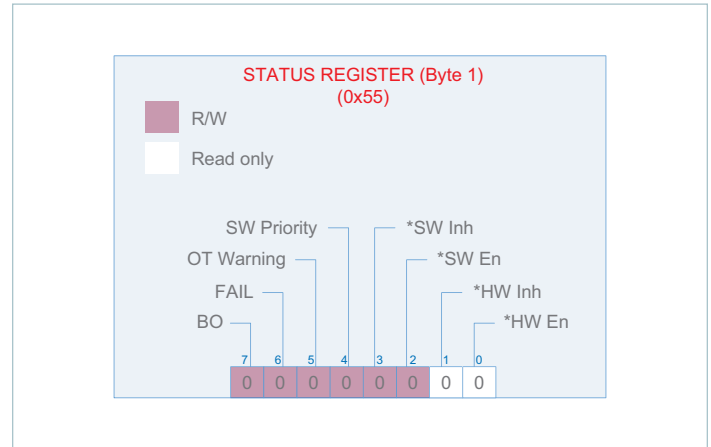 STATUS REGISTER (Byte 1)
(0x55)
R/W
Read only
SW Priority
*SW Inh
OT Warning
*SW En
FAIL
*HW Inh
BO
*HW En
7 6 5 4 3 2 1 0
0 0 0 0 0 0 0 0